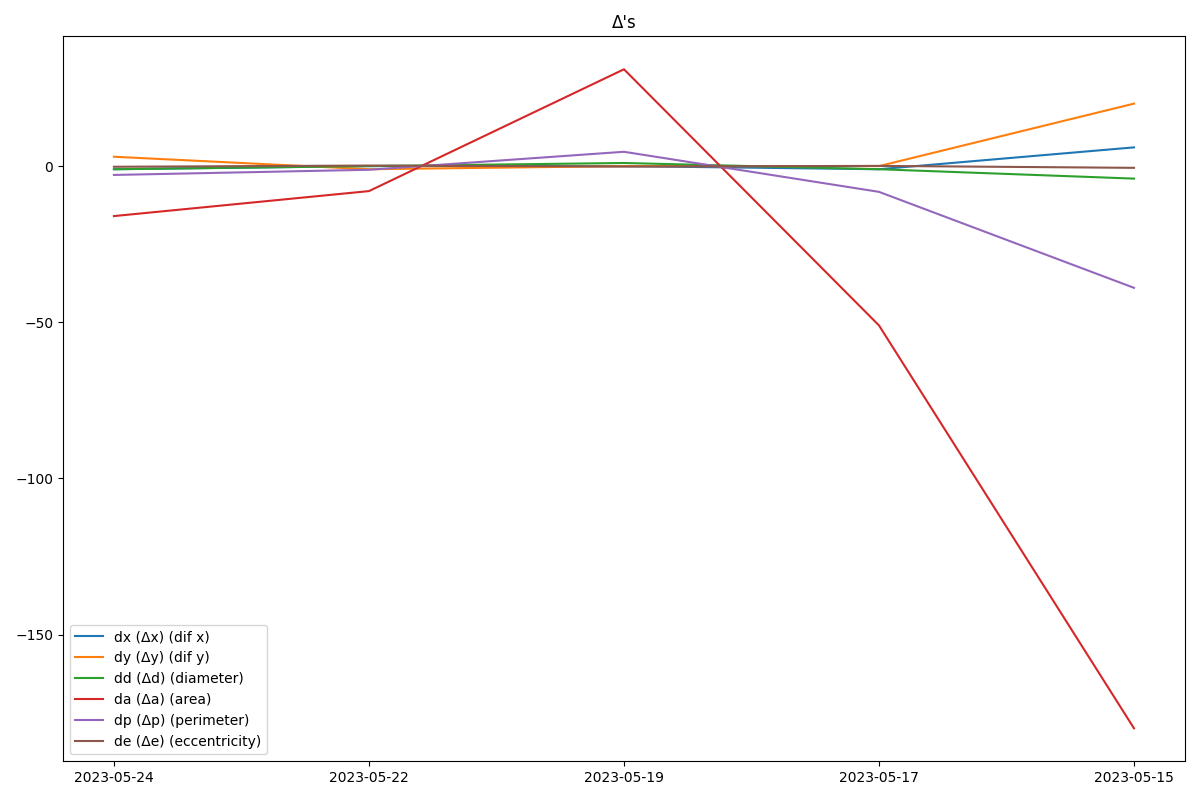 Δ's
0
−50
−100
−150
dx (Δx) (dif x)
dy (Δy) (dif y)
dd (Δd) (diameter)
da (Δa) (area)
dp (Δp) (perimeter)
de (Δe) (eccentricity)
2023-05-24 2023-05-22 2023-05-19 2023-05-17 2023-05-15